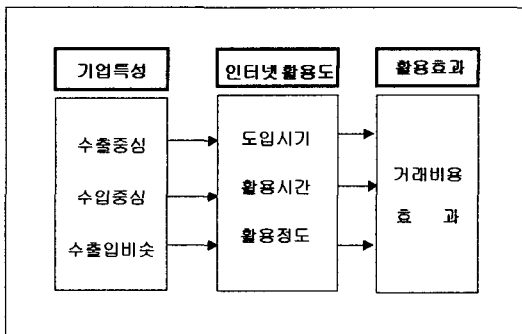 기업특성
인터넷 활용도
활용효과
수출중심
수입중심
수출입비슷
도입시기
활용시간
활용정도
거래비용
효 과